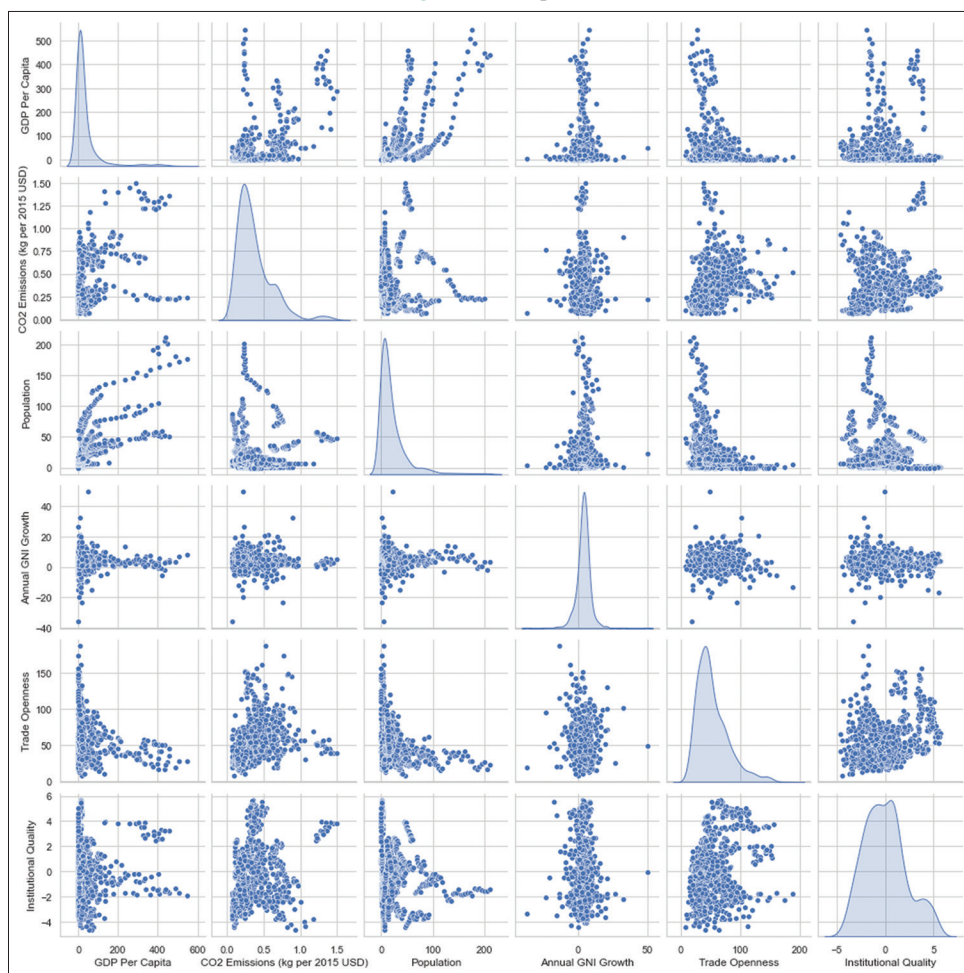 GDP Per Capita
500
400
300
200
100
0
CO2 Emissions (kg per 2015 USD)
1.50
1.25
1.00
0.75
0.50
0.25
0.00
Population
200
150
100
50
0
Annual GNI Growth
40
20
0
−20
−40
Trade Openness
150
100
50
0
Institutional Quality
6
4
2
0
−2
−4
0 200 400 600
GDP Per Capita
0.0 0.5 1.0 1.5
CO2 Emissions (kg per 2015 USD)
0 100 200
Population
0 50
Annual GNI Growth
0 100 200
Trade Openness
−5 0 5
Institutional Quality